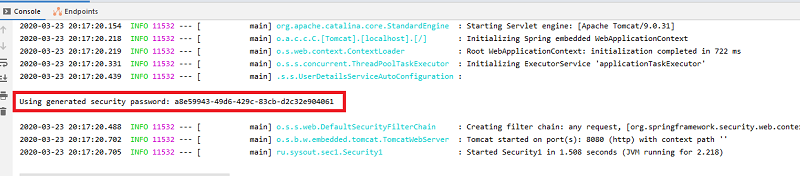 Console Endpoints
2020-03-23 20:17:20.154 INFO 11532 --- [ main] org.apache.catalina.core.StandardEngine : Starting Servlet engine: [Apache Tomcat/9.0.31]
2020-03-23 20:17:20.218 INFO 11532 --- [ main] o.a.c.c.C.[Tomcat].[localhost].[/] : Initializing Spring embedded WebApplicationContext
2020-03-23 20:17:20.219 INFO 11532 --- [ main] o.s.web.context.ContextLoader : Root WebApplicationContext: initialization completed in 722 ms
2020-03-23 20:17:20.331 INFO 11532 --- [ main] o.s.s.concurrent.ThreadPoolTaskExecutor : Initializing ExecutorService 'applicationTaskExecutor'
2020-03-23 20:17:20.439 INFO 11532 --- [ main] .s.s.UserDetailsServiceAutoConfiguration :
Using generated security password: a8e59943-49d6-429c-83cb-d2c32e904061
2020-03-23 20:17:20.488 INFO 11532 --- [ main] o.s.s.web.DefaultSecurityFilterChain : Creating filter chain: any request, [org.springframework.security.web.contex
2020-03-23 20:17:20.702 INFO 11532 --- [ main] o.s.b.w.embedded.tomcat.TomcatWebServer : Tomcat started on port(s): 8080 (http) with context path ''
2020-03-23 20:17:20.705 INFO 11532 --- [ main] ru.sysout.sec1.Security1 : Started Security1 in 1.508 seconds (JVM running for 2.218)